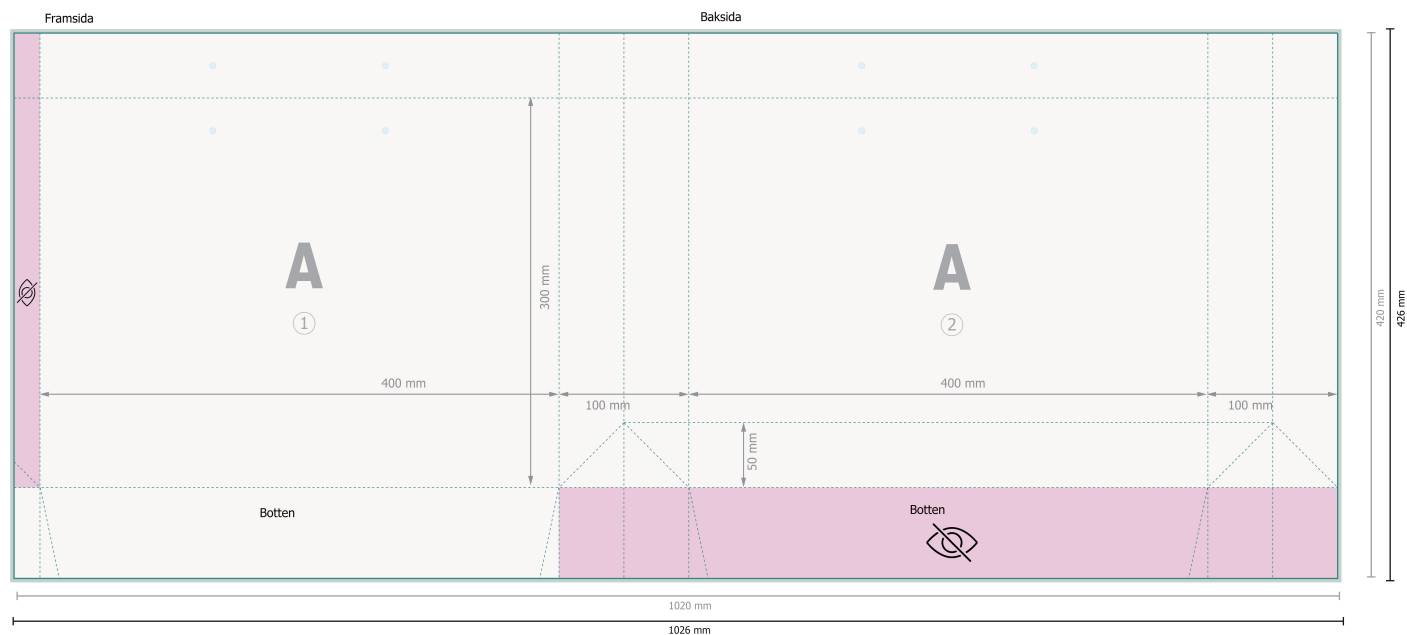 Framsida
Baksida
A
1
300 mm
A
2
420 mm
426 mm
400 mm
100 mm
400 mm
100 mm
50 mm
Botten
Botten
1020 mm
1026 mm